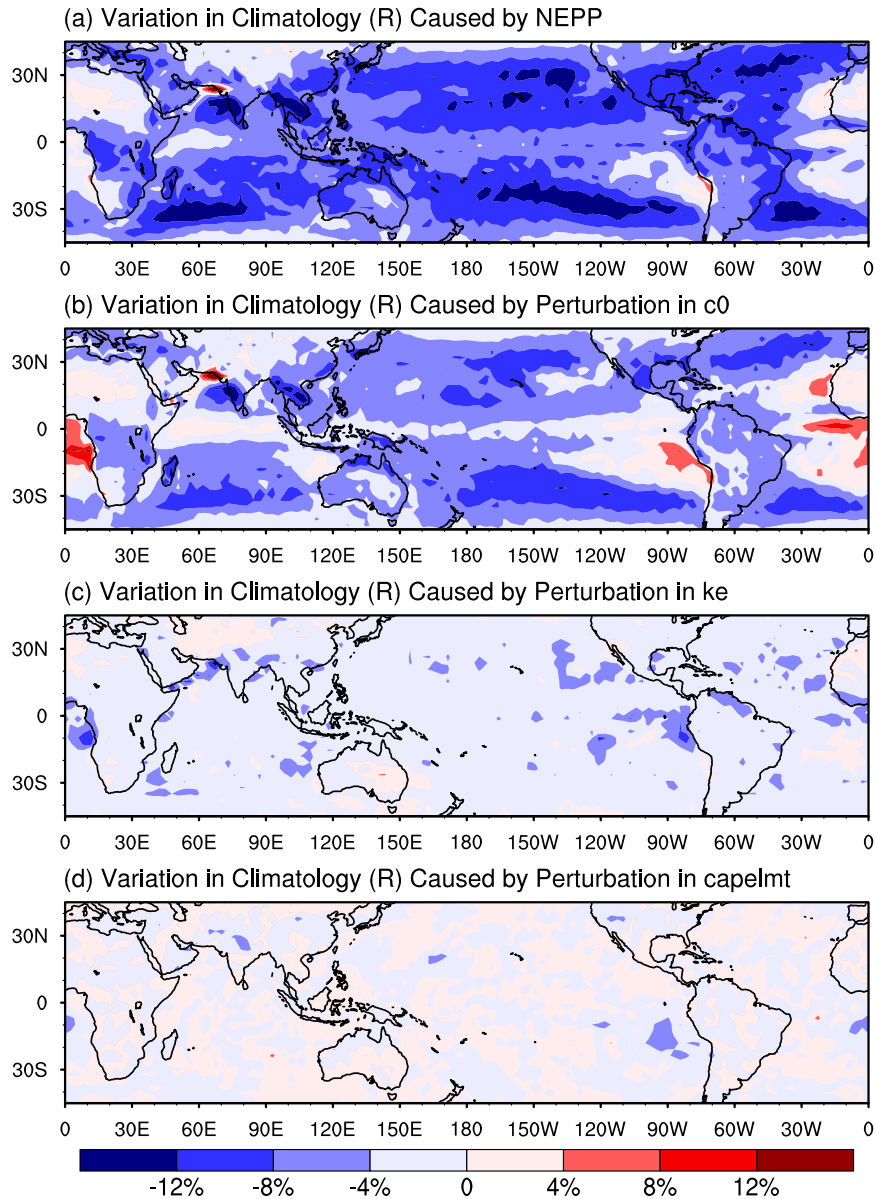 (a) Variation in Climatology (R) Caused by NEPP
30N
0
30S
0 30E 60E 90E 120E 150E 180 150W 120W 90W 60W 30W 0
(b) Variation in Climatology (R) Caused by Perturbation in c0
30N
0
30S
0 30E 60E 90E 120E 150E 180 150W 120W 90W 60W 30W 0
(c) Variation in Climatology (R) Caused by Perturbation in ke
30N
0
30S
0 30E 60E 90E 120E 150E 180 150W 120W 90W 60W 30W 0
(d) Variation in Climatology (R) Caused by Perturbation in capelmt
30N
0
30S
0 30E 60E 90E 120E 150E 180 150W 120W 90W 60W 30W 0
-12% -8% -4% 0 4% 8% 12%